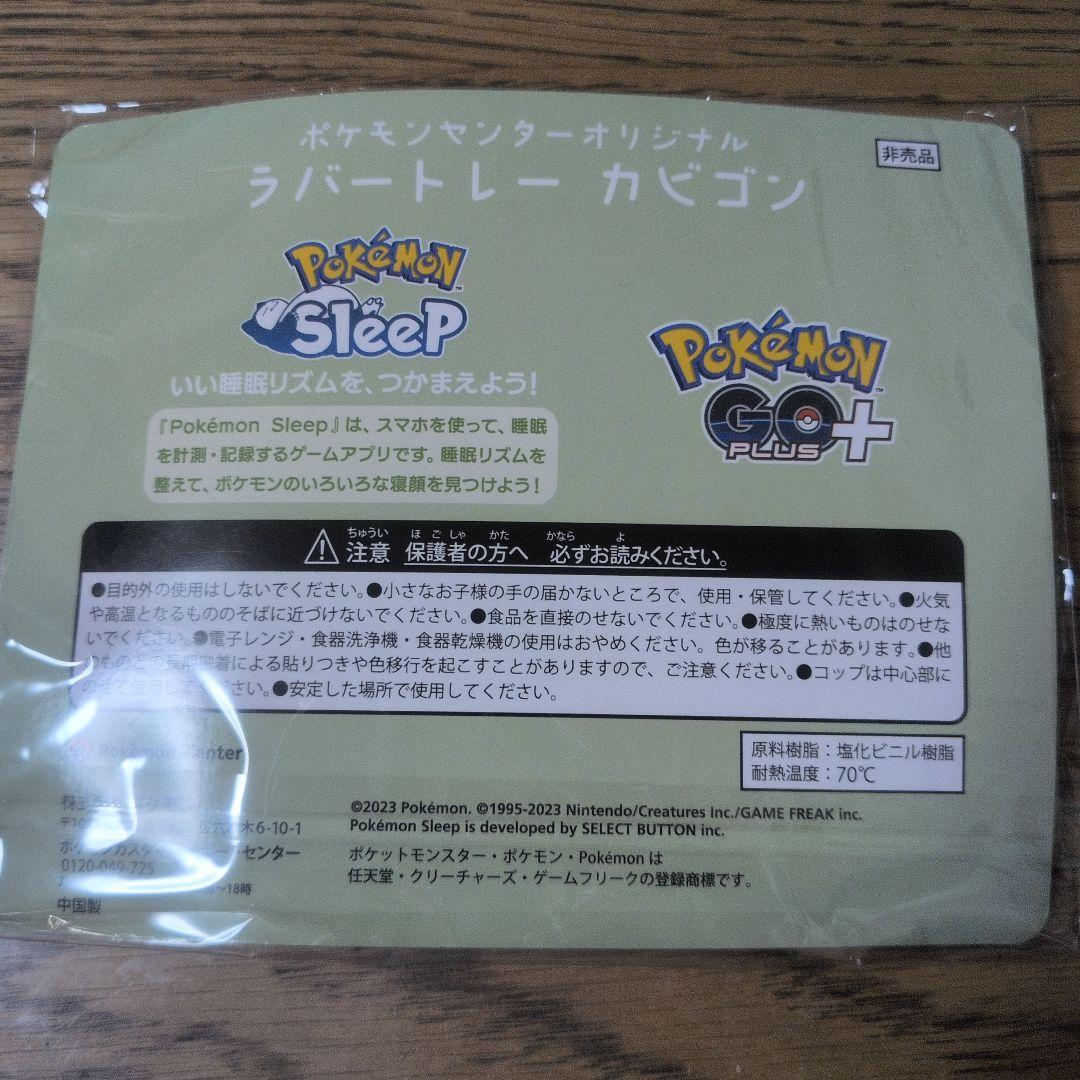 ポケモンセンターオリジナル
ラバートレー カビゴン
非売品
POKÉMON
Sleep
いい睡眠リズムを、つかまえよう!
『Pokémon Sleep』は、スマホを使って、睡眠
を計測・記録するゲームアプリです。睡眠リズムを
整えて、ポケモンのいろいろな寝顔を見つけよう!
POKÉMON
GO
PLUS +
ちゅうい ほごしゃ かた かなら よ
注意 保護者の方へ 必ずお読みください。
●目的外の使用はしないでください。●小さなお子様の手の届かないところで、使用・保管してください。●火気
や高温となるもののそばに近づけないでください。●食品を直接のせないでください。●極度に熱いものはのせな
いでください。●電子レンジ・食器洗浄機・食器乾燥機の使用はおやめください。色が移ることがあります。●他
による貼りつきや色移行を起こすことがありますので、ご注意ください。●コップは中心部に
ください。●安定した場所で使用してください。
Pokémon Center
原料樹脂:塩化ビニル樹脂
耐熱温度:70℃
©2023 Pokémon. ©1995-2023 Nintendo/Creatures Inc./GAME FREAK inc.
Pokémon Sleep is developed by SELECT BUTTON inc.
ポケットモンスター・ポケモン・Pokémon は
任天堂・クリーチャーズ・ゲームフリークの登録商標です。
株式
木6-10-1
センター
0120-049-725
~18時
中国製